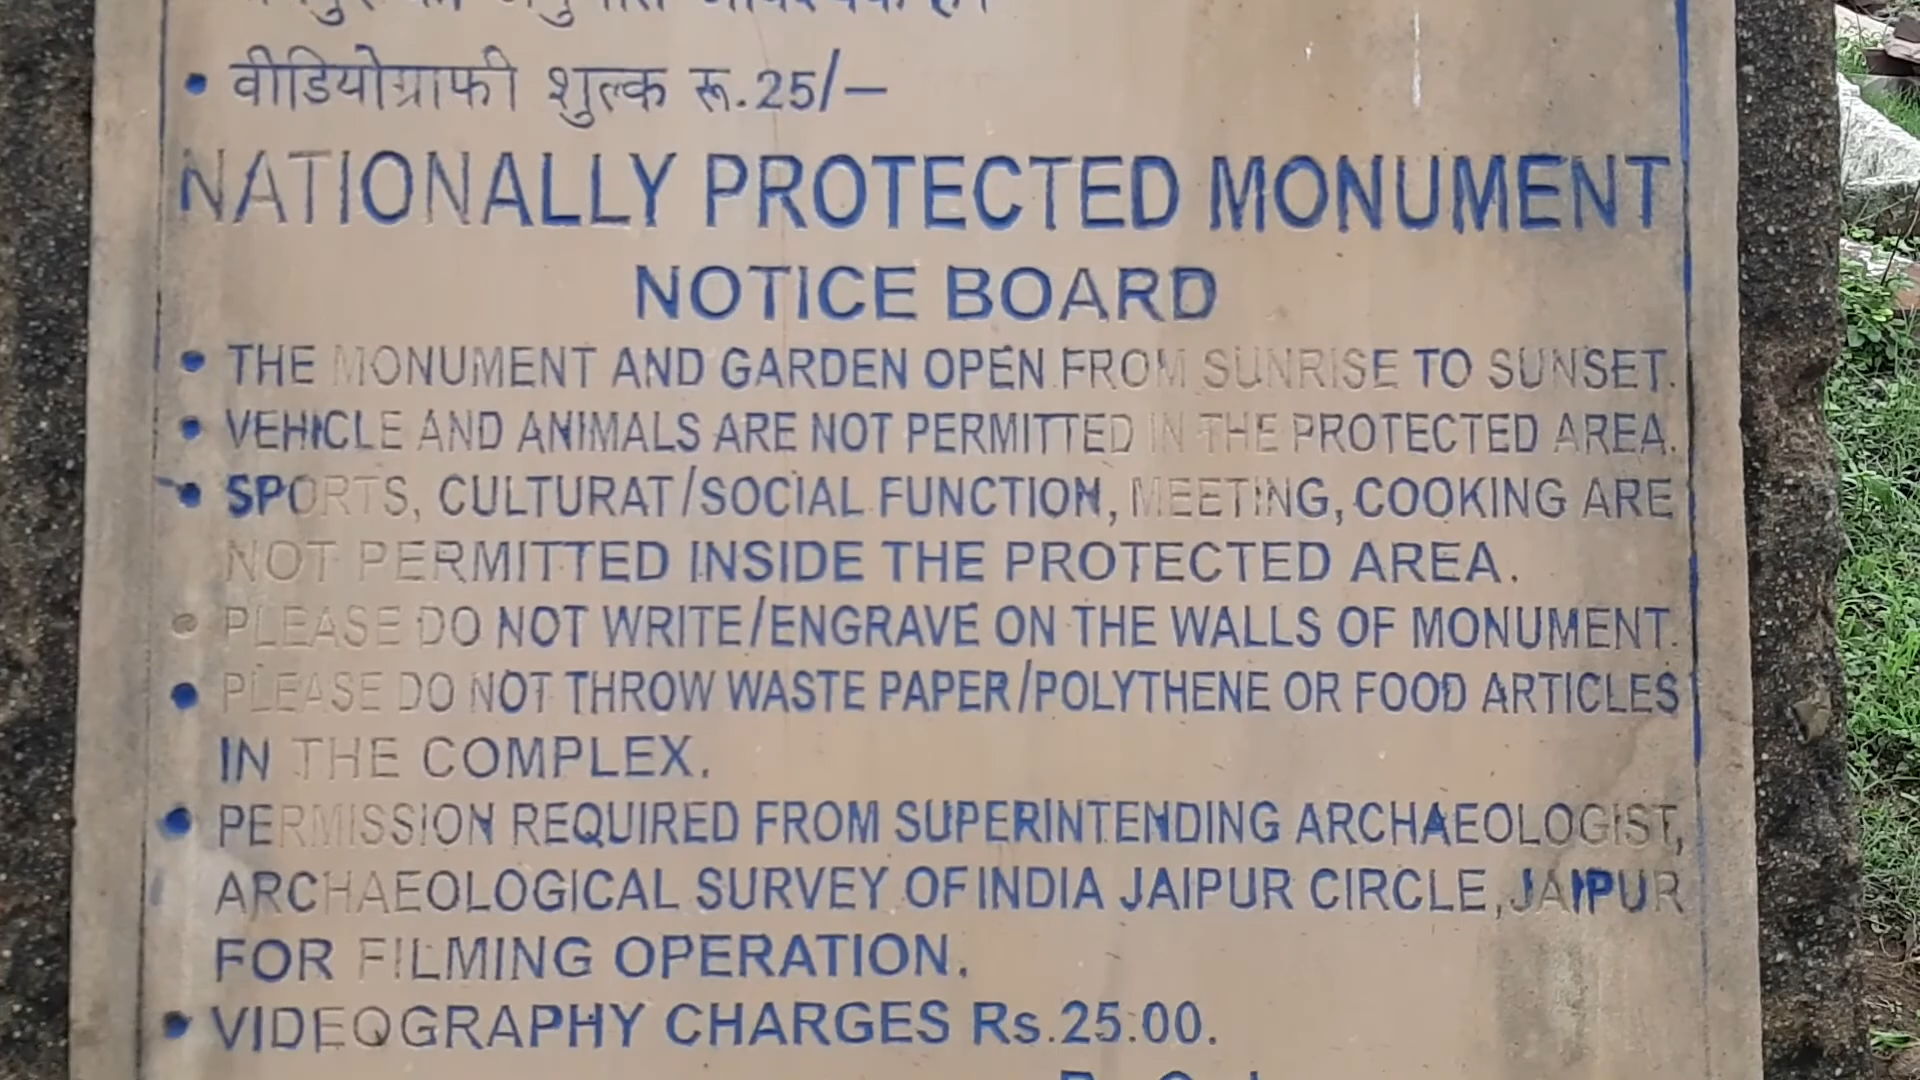 की अनुमति आवश्यक है।
• वीडियोग्राफी शुल्क रू.25/–
NATIONALLY PROTECTED MONUMENT
NOTICE BOARD
• THE MONUMENT AND GARDEN OPEN FROM SUNRISE TO SUNSET.
• VEHICLE AND ANIMALS ARE NOT PERMITTED IN THE PROTECTED AREA.
• SPORTS, CULTURAT/SOCIAL FUNCTION, MEETING, COOKING ARE
NOT PERMITTED INSIDE THE PROTECTED AREA.
• PLEASE DO NOT WRITE/ENGRAVE ON THE WALLS OF MONUMENT.
• PLEASE DO NOT THROW WASTE PAPER/POLYTHENE OR FOOD ARTICLES
IN THE COMPLEX.
• PERMISSION REQUIRED FROM SUPERINTENDING ARCHAEOLOGIST,
ARCHAEOLOGICAL SURVEY OF INDIA JAIPUR CIRCLE, JAIPUR
FOR FILMING OPERATION.
• VIDEOGRAPHY CHARGES Rs.25.00.